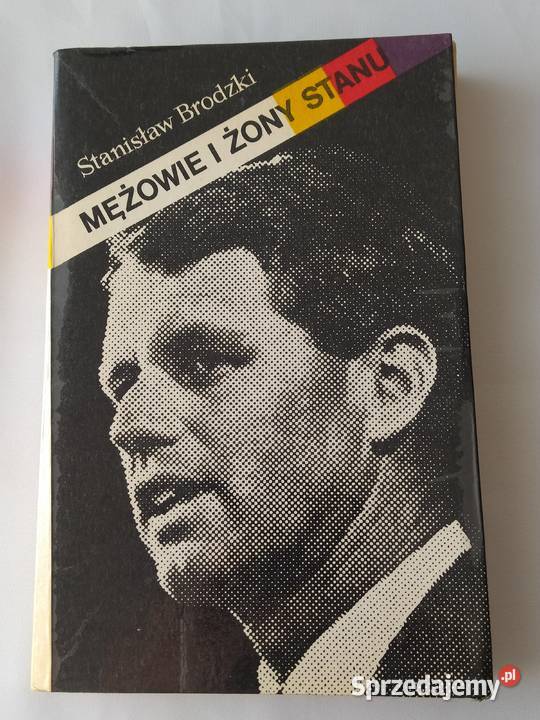 Stanisław Brodzki
MĘŻOWIE I ŻONY STANU
Sprzedajemy.pl